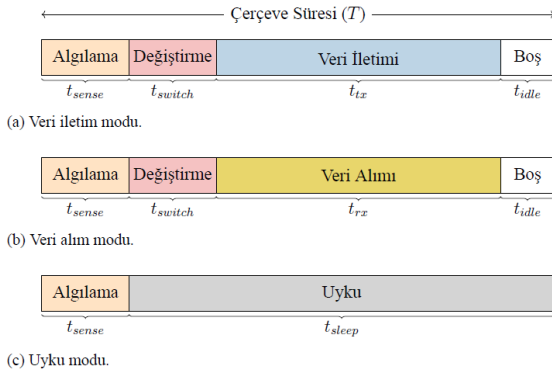 Çerçeve Süresi (T)
Algılama Değiştirme Veri İletimi Boş
t_sense t_switch t_tx t_idle
(a) Veri iletim modu.
Algılama Değiştirme Veri Alımı Boş
t_sense t_switch t_rx t_idle
(b) Veri alım modu.
Algılama Uyku
t_sense t_sleep
(c) Uyku modu.